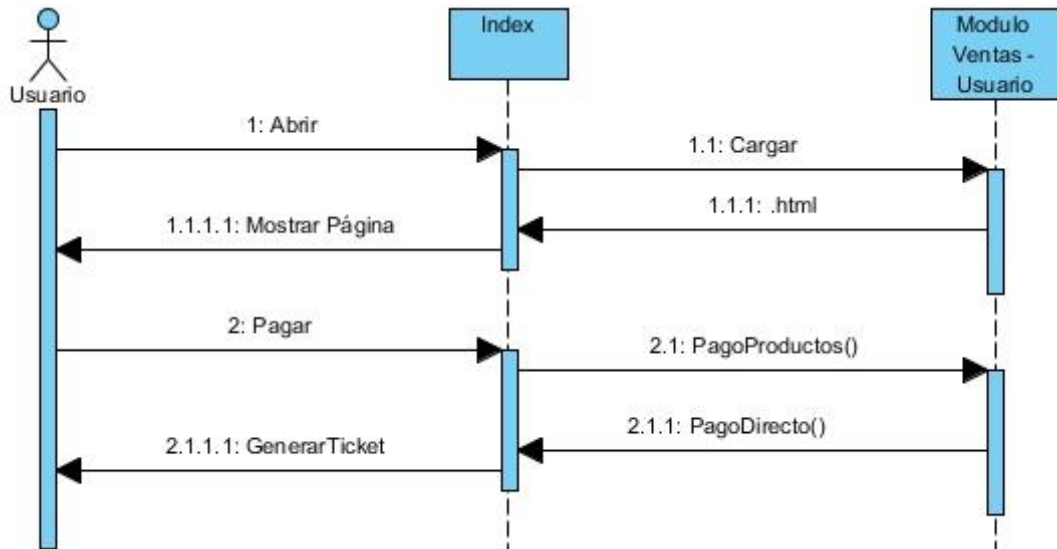 Index
Modulo
Ventas -
Usuario
Usuario
1: Abrir
1.1: Cargar
1.1.1: .html
1.1.1.1: Mostrar Página
2: Pagar
2.1: PagoProductos()
2.1.1: PagoDirecto()
2.1.1.1: GenerarTicket